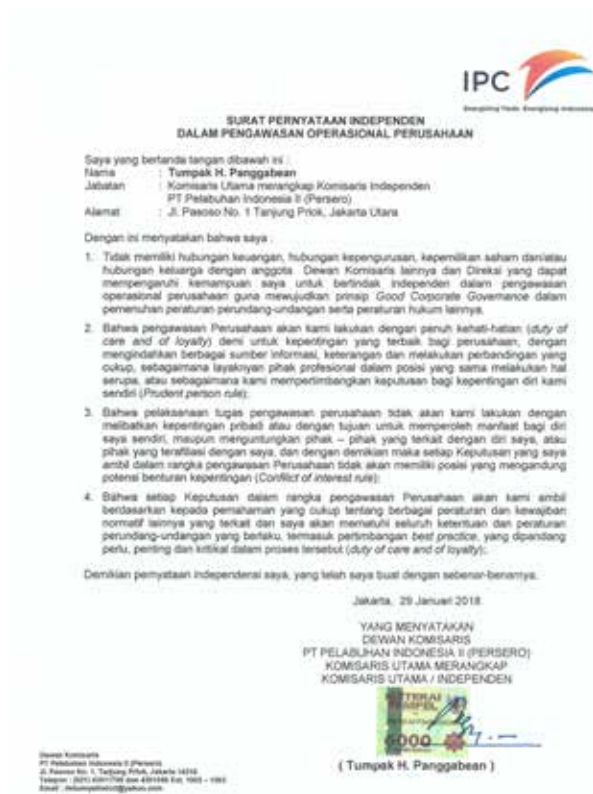 IPC
Energizing Trade. Energizing Indonesia
SURAT PERNYATAAN INDEPENDEN
DALAM PENGAWASAN OPERASIONAL PERUSAHAAN
Saya yang bertanda tangan dibawah ini :
Nama : Tumpak H. Panggabean
Jabatan : Komisaris Utama merangkap Komisaris Independen
PT Pelabuhan Indonesia II (Persero)
Alamat : Jl. Pasoso No. 1 Tanjung Priok, Jakarta Utara
Dengan ini menyatakan bahwa saya :
1. Tidak memiliki hubungan keuangan, hubungan kepengurusan, kepemilikan saham dan/atau
hubungan keluarga dengan anggota Dewan Komisaris lainnya dan Direksi yang dapat
mempengaruhi kemampuan saya untuk bertindak independen dalam pengawasan
operasional perusahaan guna mewujudkan prinsip Good Corporate Governance dalam
pemenuhan peraturan perundang-undangan serta peraturan hukum lainnya.
2. Bahwa pengawasan Perusahaan akan kami lakukan dengan penuh kehati-hatian (duty of
care and of loyalty) demi untuk kepentingan yang terbaik bagi perusahaan, dengan
mengindahkan berbagai sumber informasi, keterangan dan melakukan perbandingan yang
cukup, sebagaimana layaknyan pihak profesional dalam posisi yang sama melakukan hal
serupa, atau sebagaimana kami mempertimbangkan keputusan bagi kepentingan diri kami
sendiri (Prudent person rule);
3. Bahwa pelaksanaan tugas pengawasan perusahaan tidak akan kami lakukan dengan
melibatkan kepentingan pribadi atau dengan tujuan untuk memperoleh manfaat bagi diri
saya sendiri, maupun menguntungkan pihak – pihak yang terkait dengan diri saya, atau
pihak yang terafiliasi dengan saya, dan dengan demikian maka setiap Keputusan yang saya
ambil dalam rangka pengawasan Perusahaan tidak akan memiliki posisi yang mengandung
potensi benturan kepentingan (Conflict of interest rule);
4. Bahwa setiap Keputusan dalam rangka pengawasan Perusahaan akan kami ambil
berdasarkan kepada pemahaman yang cukup tentang berbagai peraturan dan kewajiban
normatif lainnya yang terkait dan saya akan mematuhi seluruh ketentuan dan peraturan
perundang-undangan yang berlaku, termasuk pertimbangan best practice, yang dipandang
perlu, penting dan kritikal dalam proses tersebut (duty of care and of loyalty);
Demikian pernyataan independensi saya, yang telah saya buat dengan sebenar-benarnya.
Jakarta, 29 Januari 2018
YANG MENYATAKAN
DEWAN KOMISARIS
PT PELABUHAN INDONESIA II (PERSERO)
KOMISARIS UTAMA MERANGKAP
KOMISARIS UTAMA / INDEPENDEN
METERAI
TEMPEL
6000
( Tumpak H. Panggabean )
Dewan Komisaris
PT Pelabuhan Indonesia II (Persero)
Jl. Pasoso No. 1, Tanjung Priok, Jakarta 14310